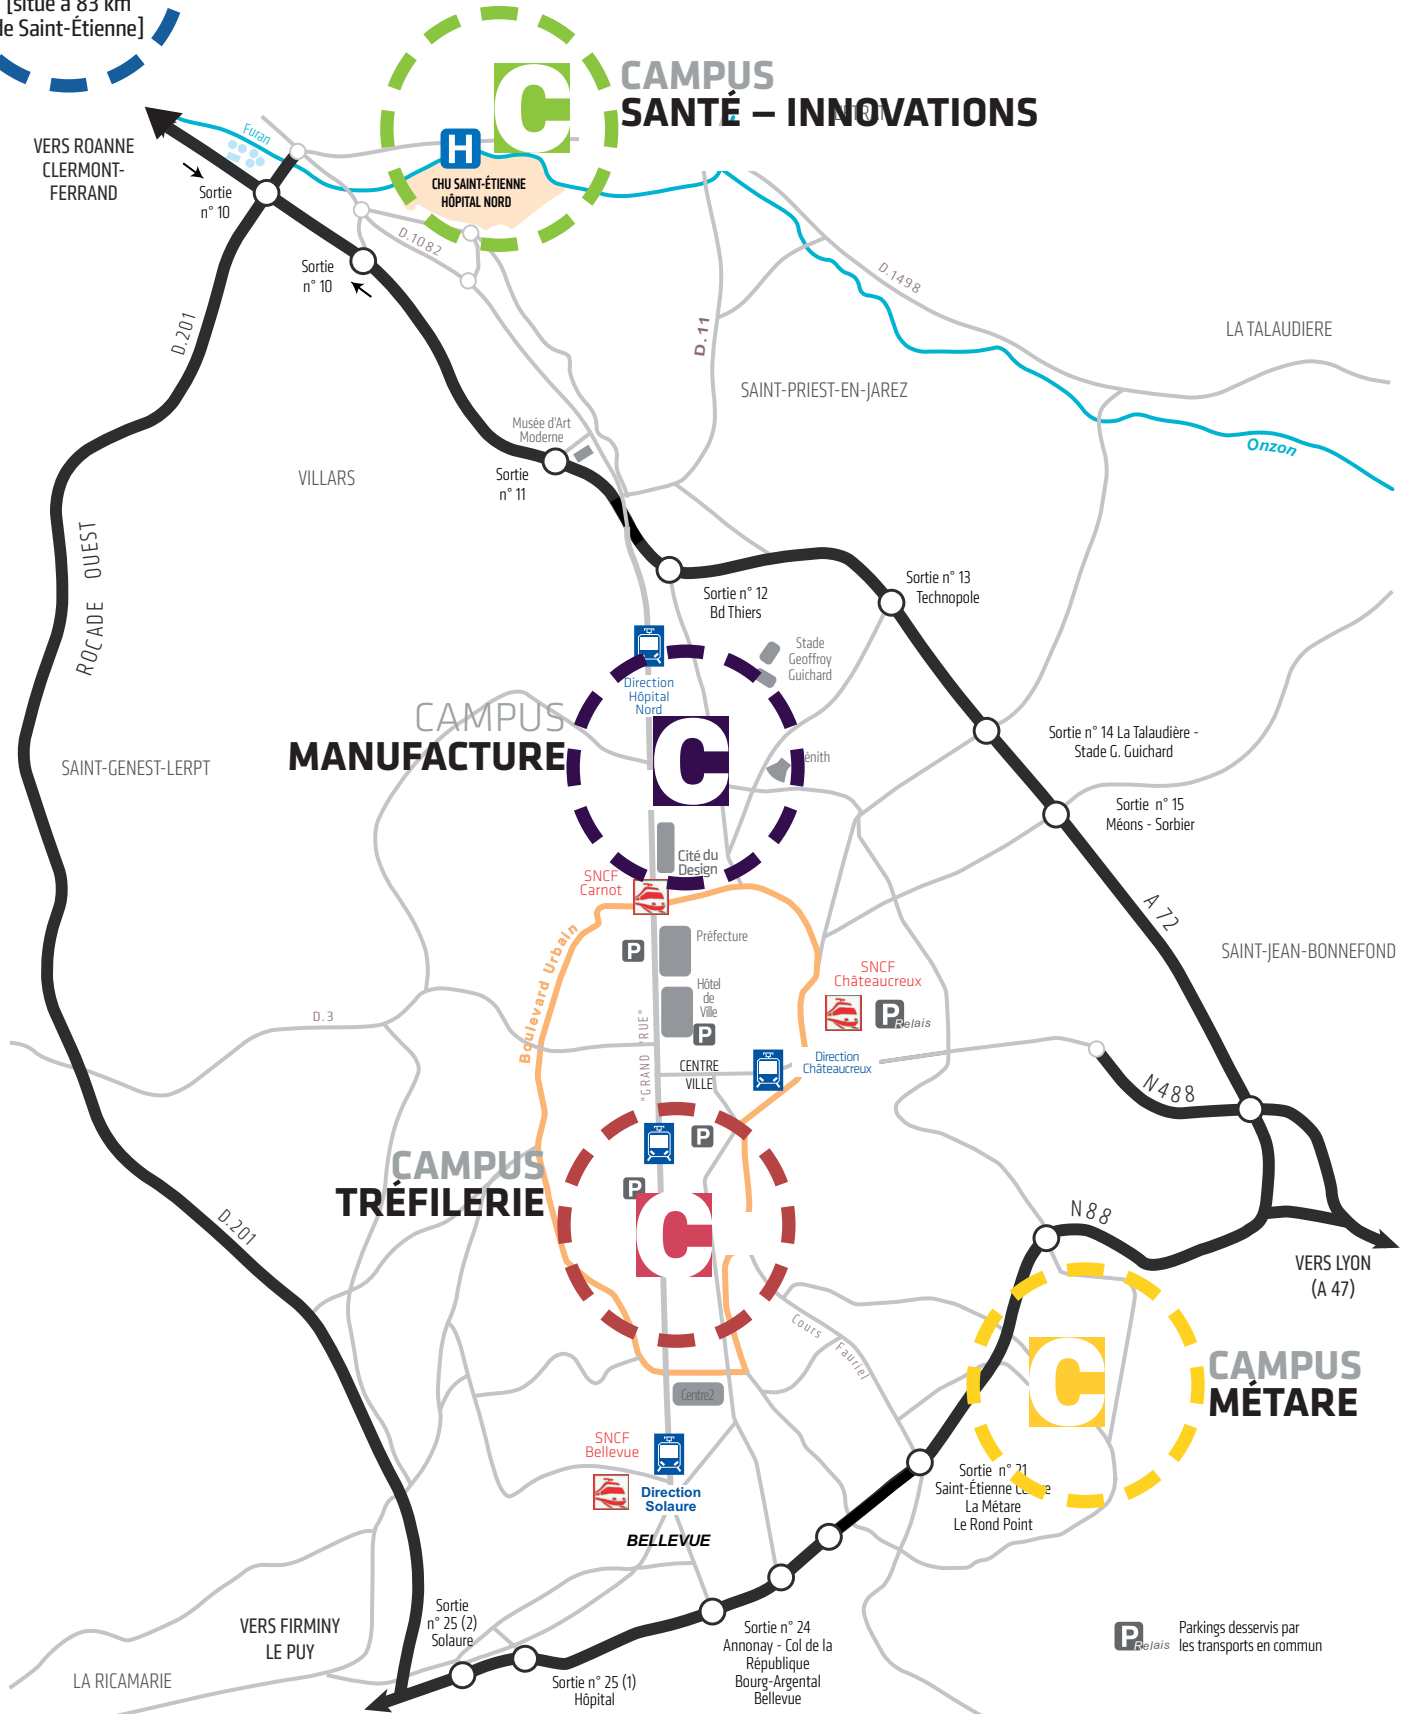 [situé à 83 km
de Saint-Étienne]
CAMPUS
SANTÉ – INNOVATIONS
VERS ROANNE
CLERMONT-
FERRAND
Furan
H
C
CHU SAINT-ÉTIENNE
HÔPITAL NORD
Sortie
n° 10
D.1082
Sortie
n° 10
D.201
D.11
D.1498
LA TALAUDIERE
SAINT-PRIEST-EN-JAREZ
Onzon
Musée d'Art
Moderne
VILLARS
Sortie
n° 11
ROCADE OUEST
Sortie n° 12
Bd Thiers
Sortie n° 13
Technopole
Stade
Geoffroy
Guichard
Direction
Hôpital
Nord
CAMPUS
MANUFACTURE
C
Sortie n° 14 La Talaudière -
Stade G. Guichard
SAINT-GENEST-LERPT
Sortie n° 15
Méons - Sorbier
Cité du
Design
SNCF
Carnot
A 72
Boulevard Urbain
P
Préfecture
SAINT-JEAN-BONNEFOND
SNCF
Châteaucreux
Hôtel
de
Ville
P
P Relais
D.3
"GRAND RUE"
CENTRE
VILLE
Direction
Châteaucreux
N488
P
CAMPUS
TRÉFILERIE
P
C
D.201
N88
VERS LYON
(A 47)
Cours Fauriel
CAMPUS
MÉTARE
C
Centre2
SNCF
Bellevue
Direction
Solaure
BELLEVUE
Sortie n° 21
Saint-Étienne Centre
La Métare
Le Rond Point
Sortie
n° 25 (2)
Solaure
VERS FIRMINY
LE PUY
LA RICAMARIE
Sortie n° 25 (1)
Hôpital
Sortie n° 24
Annonay - Col de la
République
Bourg-Argental
Bellevue
P Relais
Parkings desservis par
les transports en commun